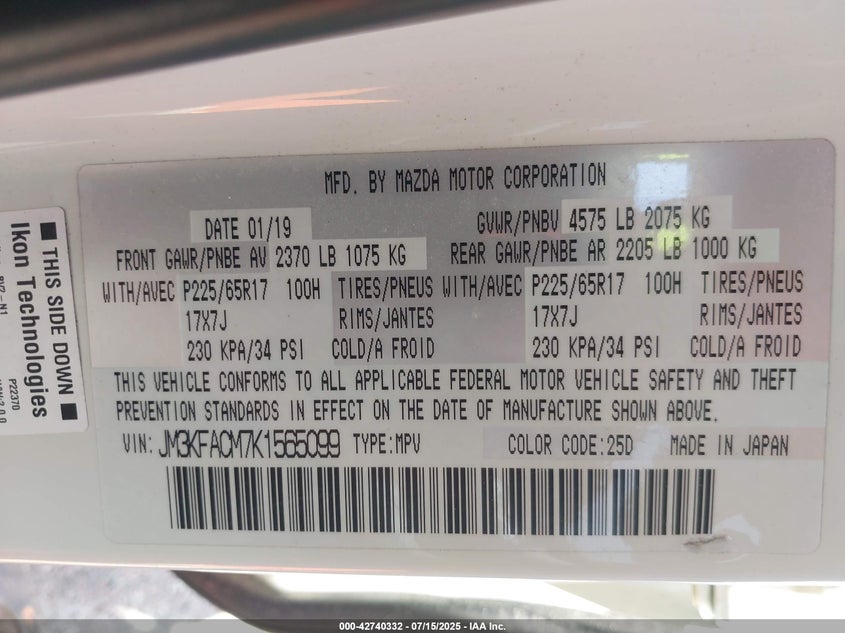 MFD. BY MAZDA MOTOR CORPORATION
DATE 01/19
GVWR/PNBV 4575 LB 2075 KG
FRONT GAWR/PNBE AV 2370 LB 1075 KG
REAR GAWR/PNBE AR 2205 LB 1000 KG
WITH/AVEC P225/65R17 100H TIRES/PNEUS WITH/AVEC P225/65R17 100H TIRES/PNEUS
17X7J RIMS/JANTES 17X7J RIMS/JANTES
230 KPA/34 PSI COLD/A FROID 230 KPA/34 PSI COLD/A FROID
THIS VEHICLE CONFORMS TO ALL APPLICABLE FEDERAL MOTOR VEHICLE SAFETY AND THEFT
PREVENTION STANDARDS IN EFFECT ON THE DATE OF MANUFACTURE SHOWN ABOVE.
VIN: JM3KFACM7K1565099 TYPE:MPV COLOR CODE:25D MADE IN JAPAN
THIS SIDE DOWN
Ikon Technologies
P22370
000-42740332 - 07/15/2025 - IAA Inc.